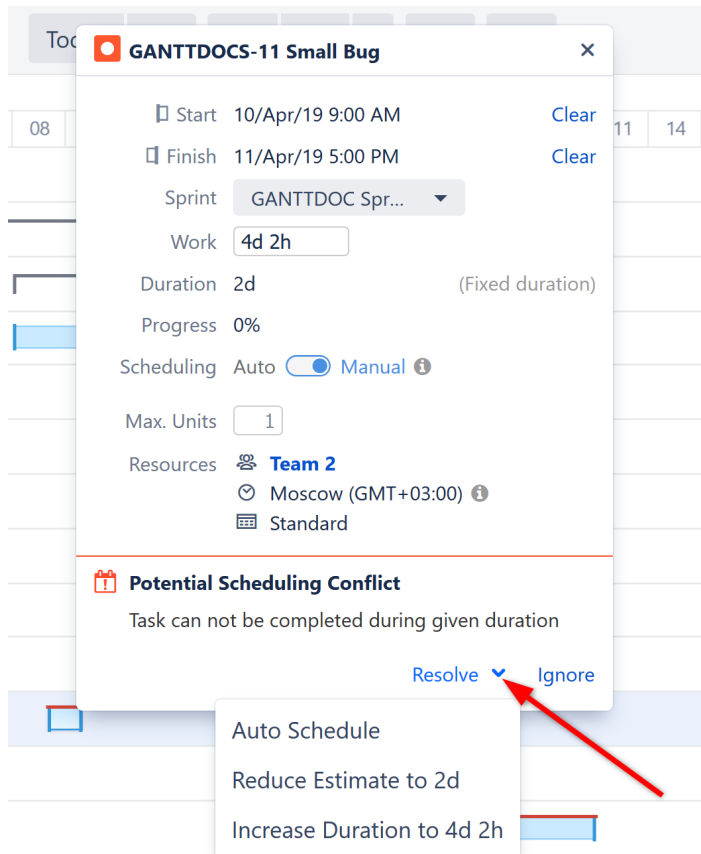 GANTTDOCS-11 Small Bug
08
11
14
Start 10/Apr/19 9:00 AM Clear
Finish 11/Apr/19 5:00 PM Clear
Sprint GANTTDOC Spr...
Work 4d 2h
Duration 2d (Fixed duration)
Progress 0%
Scheduling Auto Manual
Max. Units 1
Resources Team 2
Moscow (GMT+03:00)
Standard
Potential Scheduling Conflict
Task can not be completed during given duration
Resolve Ignore
Auto Schedule
Reduce Estimate to 2d
Increase Duration to 4d 2h